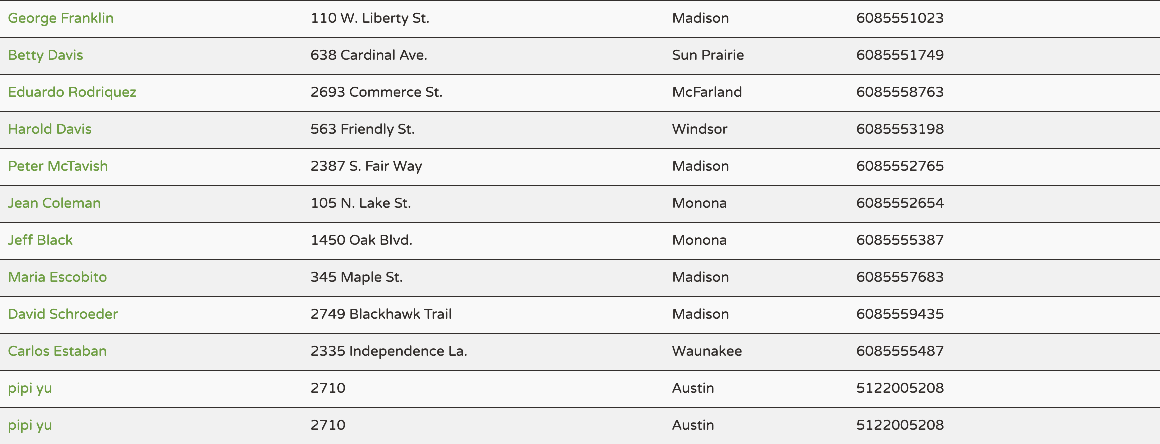 George Franklin 110 W. Liberty St. Madison 6085551023
Betty Davis 638 Cardinal Ave. Sun Prairie 6085551749
Eduardo Rodriquez 2693 Commerce St. McFarland 6085558763
Harold Davis 563 Friendly St. Windsor 6085553198
Peter McTavish 2387 S. Fair Way Madison 6085552765
Jean Coleman 105 N. Lake St. Monona 6085552654
Jeff Black 1450 Oak Blvd. Monona 6085555387
Maria Escobito 345 Maple St. Madison 6085557683
David Schroeder 2749 Blackhawk Trail Madison 6085559435
Carlos Estaban 2335 Independence La. Waunakee 6085555487
pipi yu 2710 Austin 5122005208
pipi yu 2710 Austin 5122005208